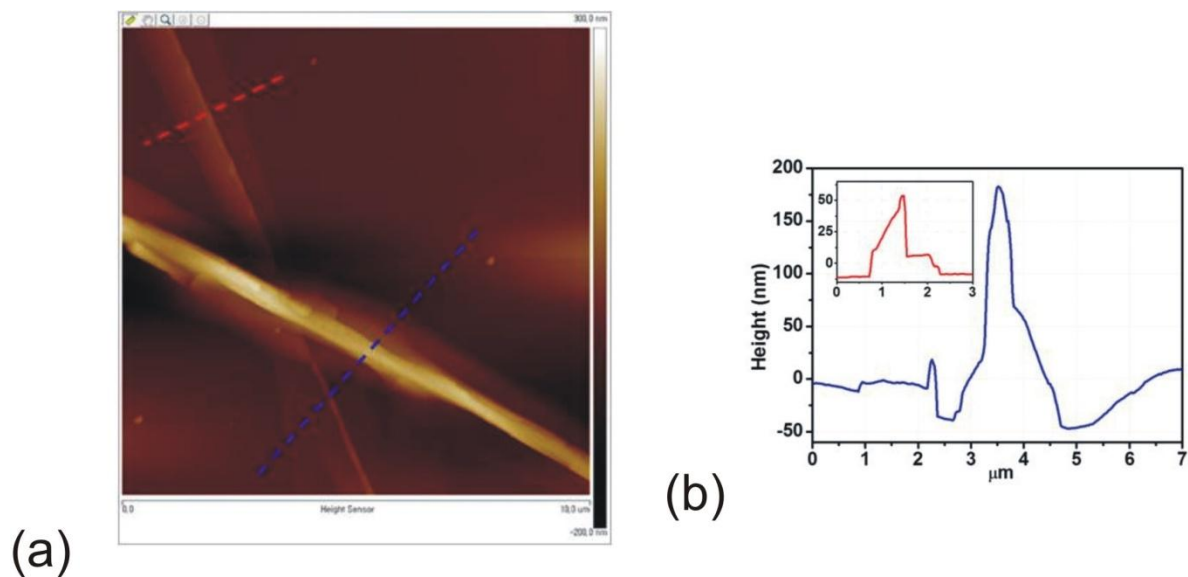 300.0 nm
0.0
Height Sensor
10.0 um
-200.0 nm
(a)
200
150
100
50
0
-50
Height (nm)
50
25
0
0 1 2 3
0 1 2 3 4 5 6 7
μm
(b)